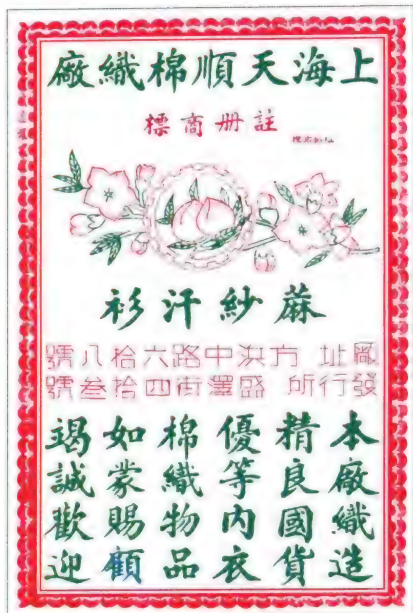 上海天順棉織廠
註册商標
蔴紗汗衫
廠址 方浜中路六拾八號
發行所 盛澤街四拾叁號
本廠織造
精良國貨
優等內衣
棉織物品
如蒙賜顧
竭誠歡迎